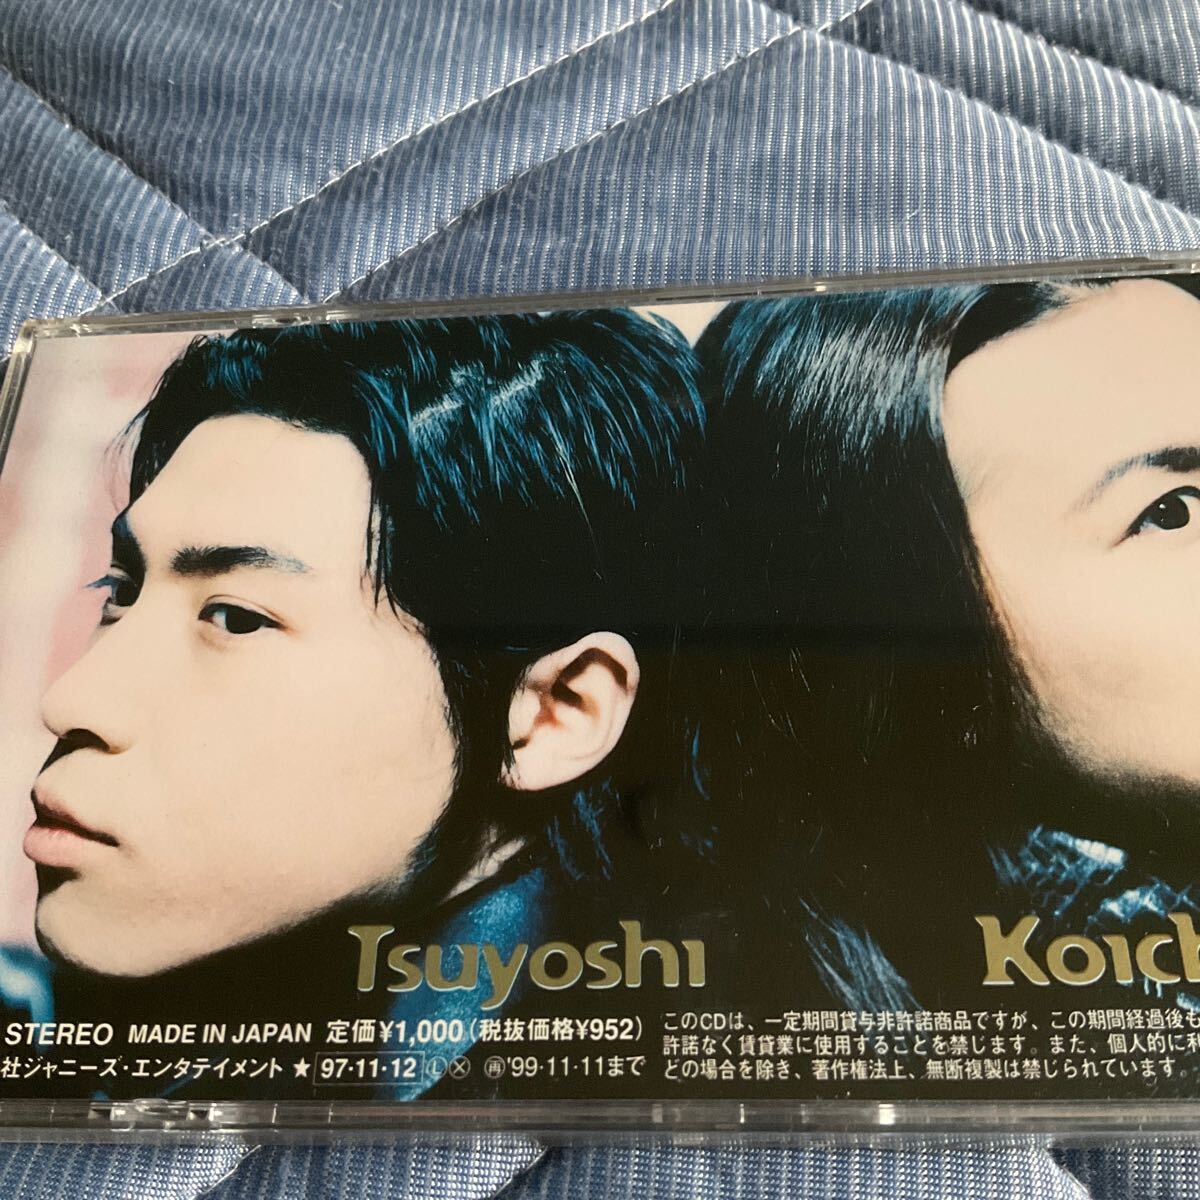 Tsuyoshi
Koich
STEREO MADE IN JAPAN 定価¥1,000(税抜価格¥952)
社ジャニーズ・エンタテイメント ★ 97·11·12 Ⓛ Ⓧ ㊢'99·11·11まで
このCDは、一定期間貸与非許諾商品ですが、この期間経過後も
許諾なく賃貸業に使用することを禁じます。また、個人的に利
どの場合を除き、著作権法上、無断複製は禁じられています。